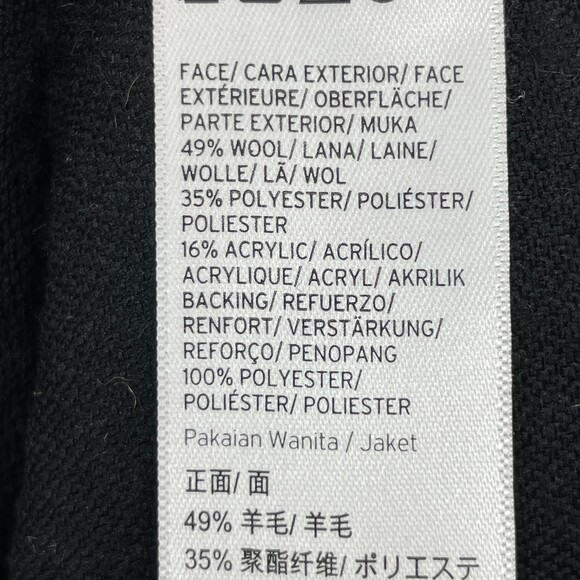 FACE/ CARA EXTERIOR/ FACE
EXTÉRIEURE/ OBERFLÄCHE/
PARTE EXTERIOR/ MUKA
49% WOOL/ LANA/ LAINE/
WOLLE/ LÃ/ WOL
35% POLYESTER/ POLIÉSTER/
POLIESTER
16% ACRYLIC/ ACRÍLICO/
ACRYLIQUE/ ACRYL/ AKRILIK
BACKING/ REFUERZO/
RENFORT/ VERSTÄRKUNG/
REFORÇO/ PENOPANG
100% POLYESTER/
POLIÉSTER/ POLIESTER
Pakaian Wanita / Jaket
正面/ 面
49% 羊毛/ 羊毛
35% 聚酯纤维/ ポリエステ